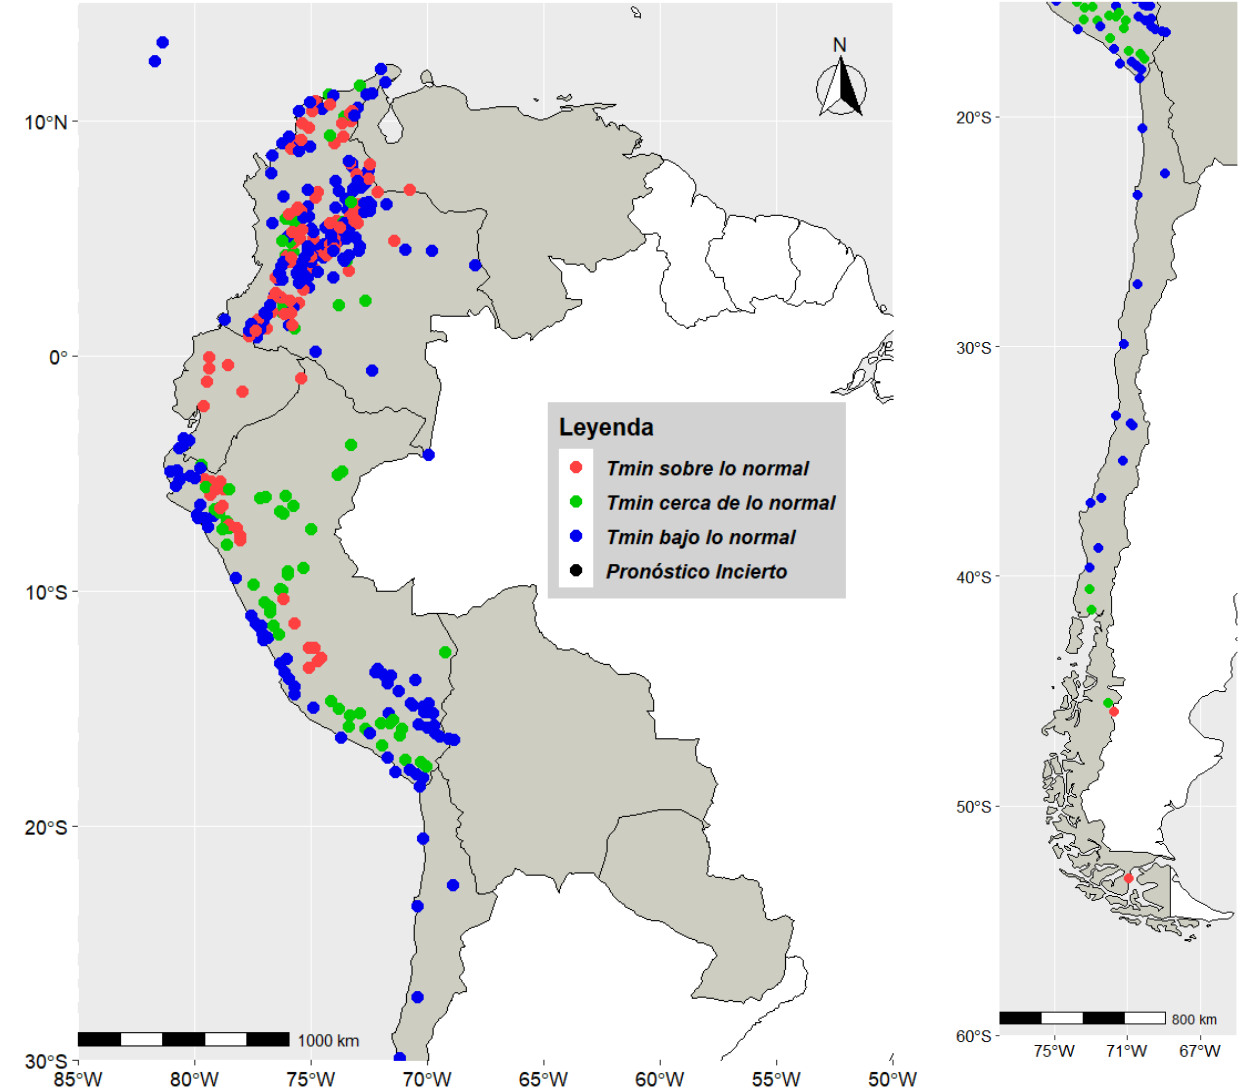 N
10°N
0°
10°S
20°S
30°S
85°W
80°W
75°W
70°W
65°W
60°W
55°W
50°W
1000 km
Leyenda
Tmin sobre lo normal
Tmin cerca de lo normal
Tmin bajo lo normal
Pronóstico Incierto
20°S
30°S
40°S
50°S
60°S
75°W
71°W
67°W
800 km